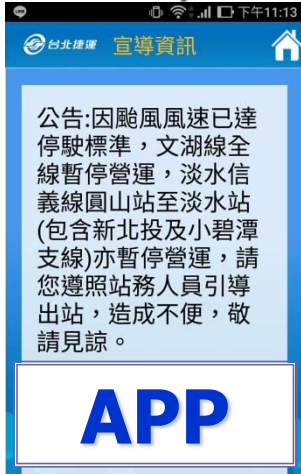 下午11:13
台北捷運 宣導資訊
公告:因颱風風速已達
停駛標準，文湖線全
線暫停營運，淡水信
義線圓山站至淡水站
(包含新北投及小碧潭
支線)亦暫停營運，請
您遵照站務人員引導
出站，造成不便，敬
請見諒。
APP